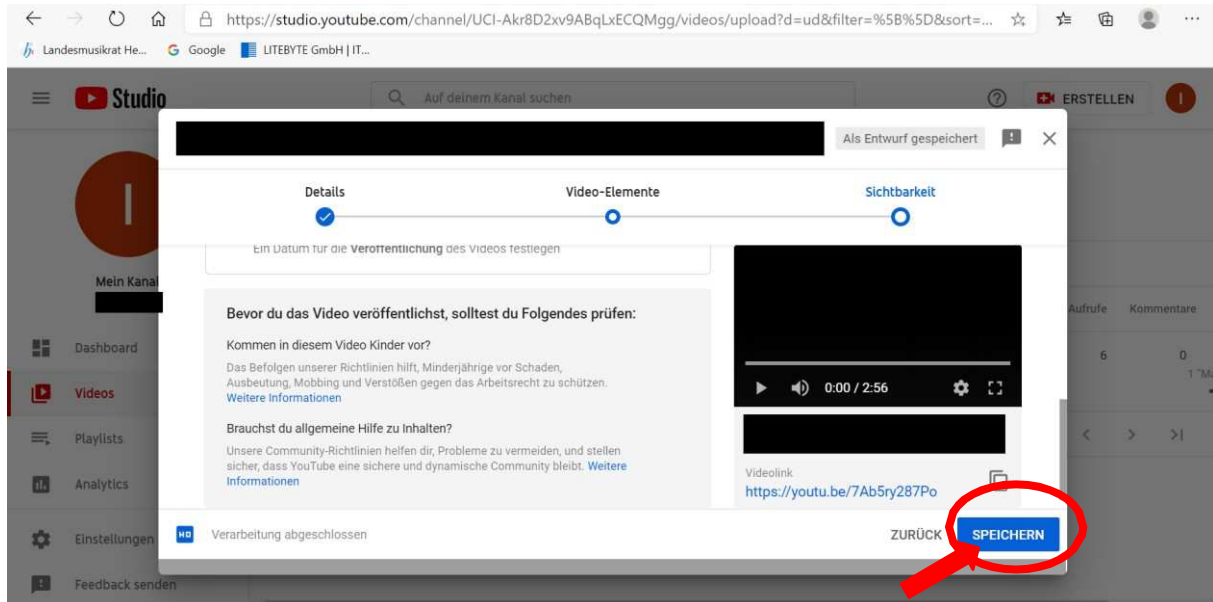 https://studio.youtube.com/channel/UCI-Akr8D2xv9ABqLxECQMgg/videos/upload?d=ud&filter=%5B%5D&sort=...
Landesmusikrat He... Google LITEBYTE GmbH | IT...
Studio Auf deinem Kanal suchen ERSTELLEN I
Als Entwurf gespeichert
Details Video-Elemente Sichtbarkeit
I
Ein Datum für die Veröffentlichung des Videos festlegen
Mein Kanal
Bevor du das Video veröffentlichst, solltest du Folgendes prüfen:
Aufrufe Kommentare
Kommen in diesem Video Kinder vor?
Dashboard
6 0
Das Befolgen unserer Richtlinien hilft, Minderjährige vor Schaden,
Ausbeutung, Mobbing und Verstößen gegen das Arbeitsrecht zu schützen.
Weitere Informationen
0:00 / 2:56
Videos
Brauchst du allgemeine Hilfe zu Inhalten?
Playlists
Unsere Community-Richtlinien helfen dir, Probleme zu vermeiden, und stellen
sicher, dass YouTube eine sichere und dynamische Community bleibt. Weitere
Informationen
Videolink
https://youtu.be/7Ab5ry287Po
Analytics
Einstellungen
HD Verarbeitung abgeschlossen ZURÜCK SPEICHERN
Feedback senden